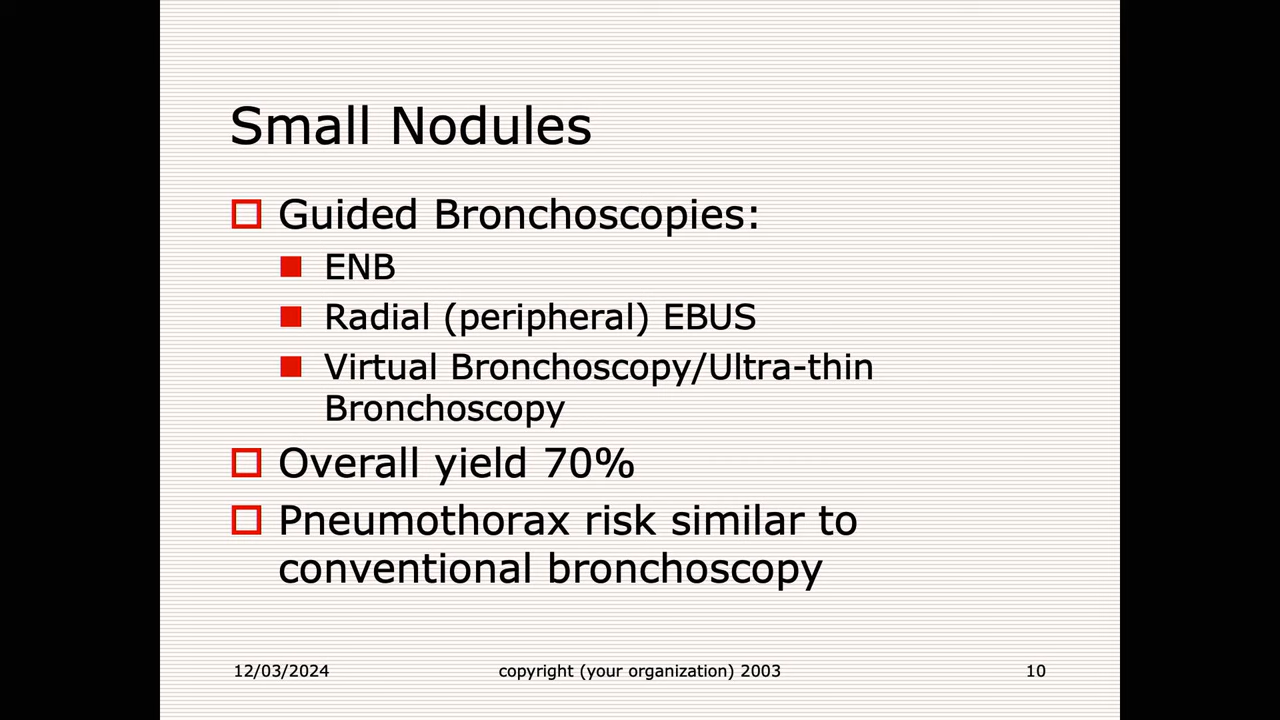 Small Nodules
Guided Bronchoscopies:
ENB
Radial (peripheral) EBUS
Virtual Bronchoscopy/Ultra-thin
Bronchoscopy
Overall yield 70%
Pneumothorax risk similar to
conventional bronchoscopy
12/03/2024
copyright (your organization) 2003
10